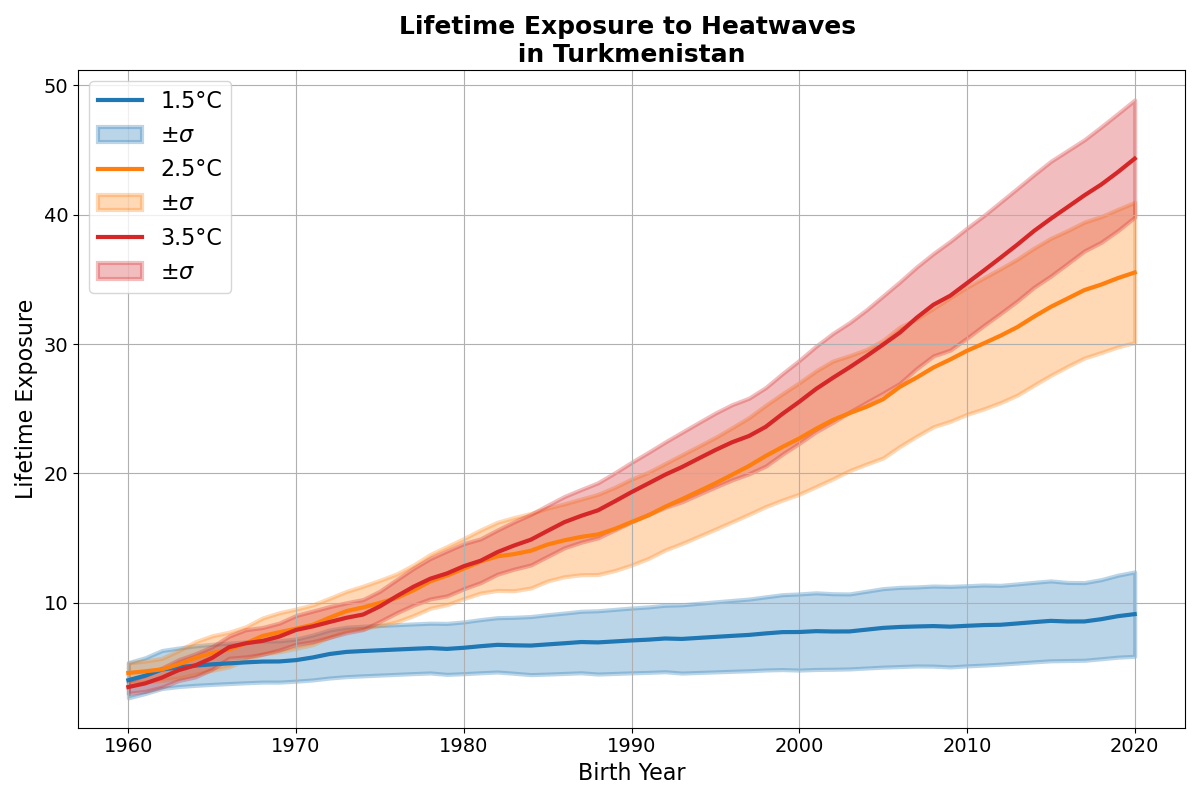 Lifetime Exposure to Heatwaves
in Turkmenistan
50
40
30
20
10
Lifetime Exposure
1.5°C
±σ
2.5°C
±σ
3.5°C
±σ
1960 1970 1980 1990 2000 2010 2020
Birth Year